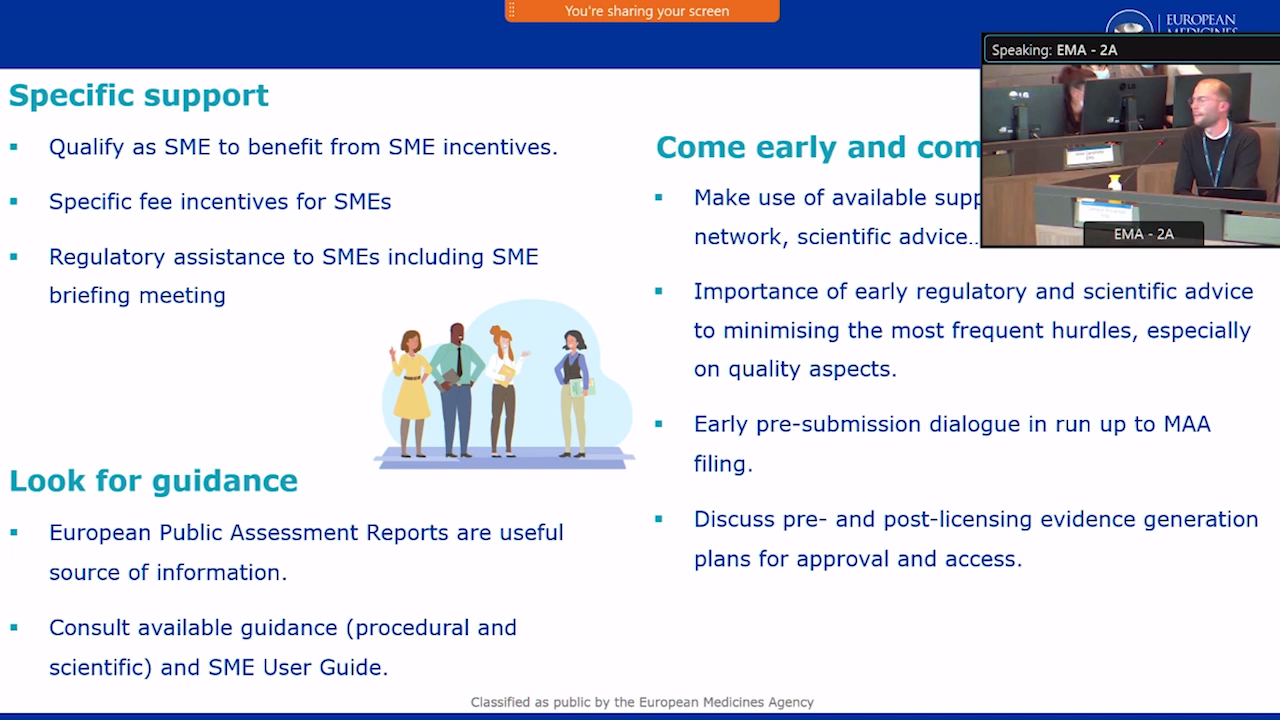 You're sharing your screen
EUROPEAN
MEDICINES
Speaking: EMA - 2A
LG
EMA - 2A
Specific support
▪ Qualify as SME to benefit from SME incentives.
▪ Specific fee incentives for SMEs
▪ Regulatory assistance to SMEs including SME
briefing meeting
Look for guidance
▪ European Public Assessment Reports are useful
source of information.
▪ Consult available guidance (procedural and
scientific) and SME User Guide.
Come early and com
▪ Make use of available supp
network, scientific advice…
▪ Importance of early regulatory and scientific advice
to minimising the most frequent hurdles, especially
on quality aspects.
▪ Early pre-submission dialogue in run up to MAA
filing.
▪ Discuss pre- and post-licensing evidence generation
plans for approval and access.
Classified as public by the European Medicines Agency